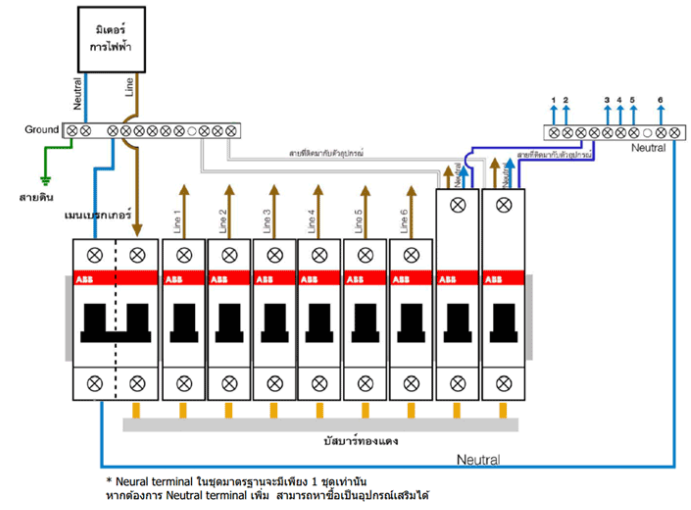 มิเตอร์
การไฟฟ้า
Neutral
Line
Ground
สายดิน
เมนเบรกเกอร์
Line 1
Line 2
Line 3
Line 4
Line 5
Line 6
สายที่ติดมากับตัวอุปกรณ์
Neutral
Neutral
1
2
3
4
5
6
Neutral
สายที่ติดมากับตัวอุปกรณ์
ABB
ABB
ABB
ABB
ABB
ABB
ABB
ABB
ABB
บัสบาร์ทองแดง
Neutral
* Neural terminal ในชุดมาตรฐานจะมีเพียง 1 ชุดเท่านั้น
หากต้องการ Neutral terminal เพิ่ม สามารถหาซื้อเป็นอุปกรณ์เสริมได้